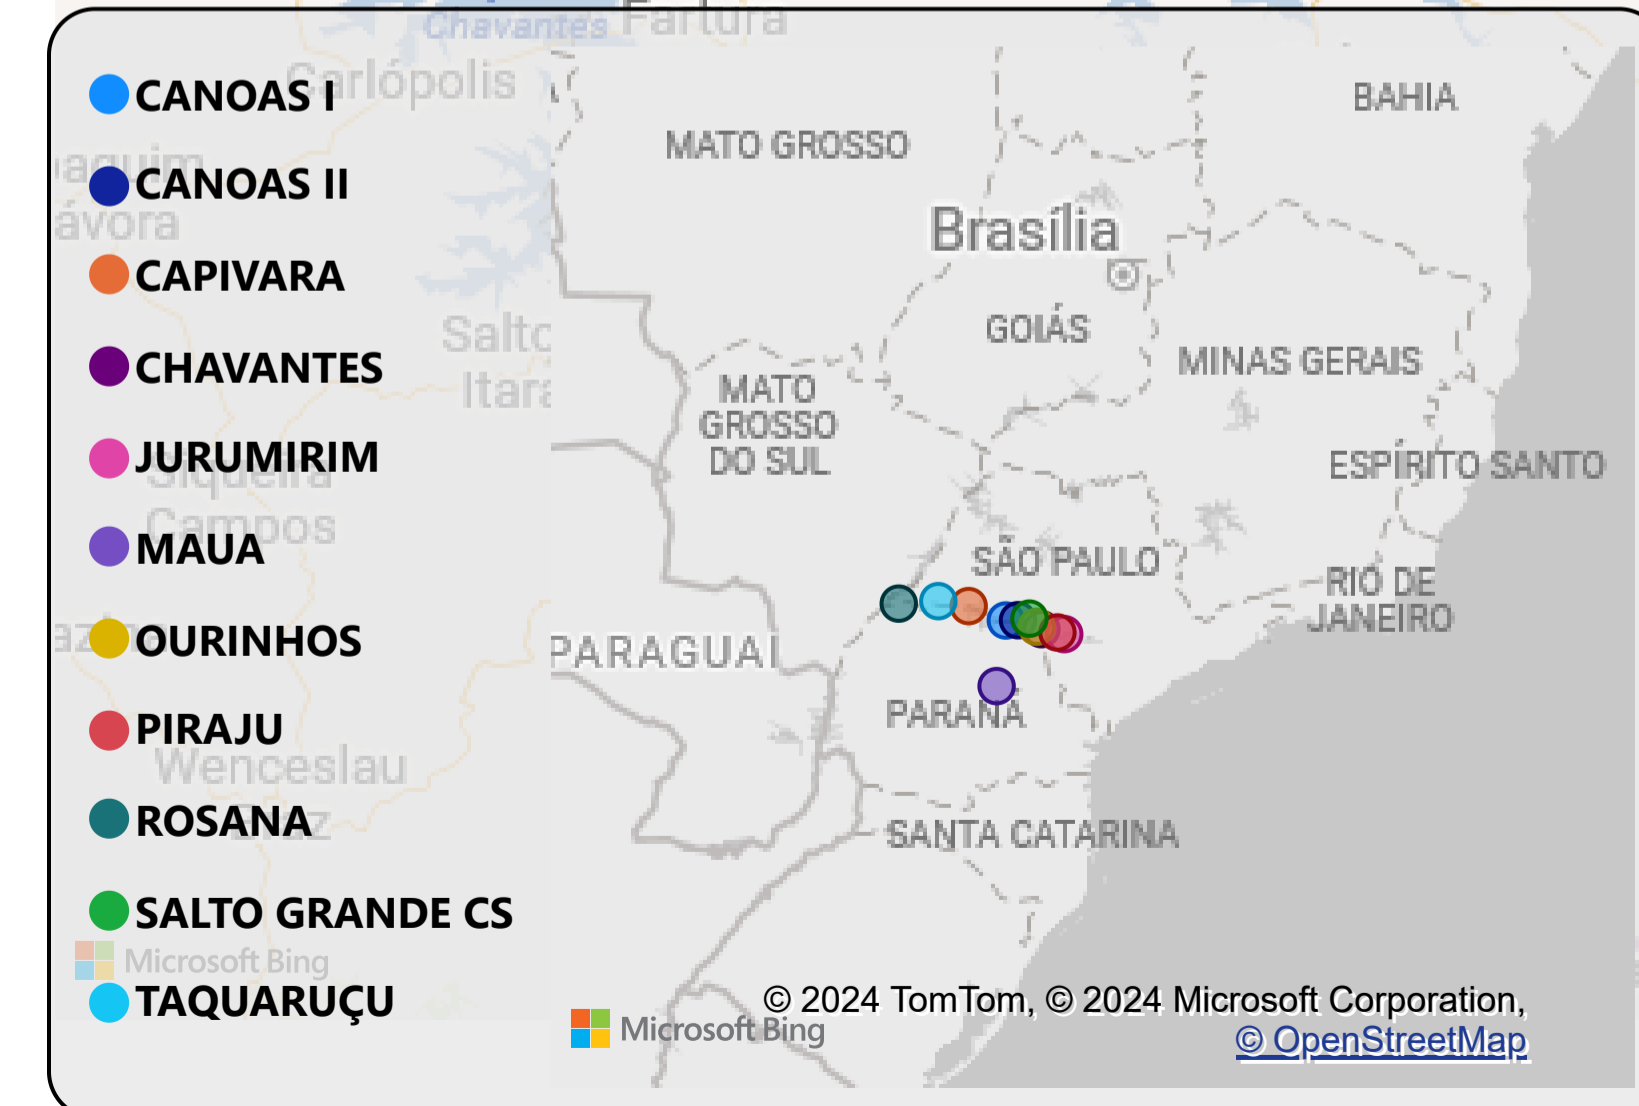 Chavantes
Fartura
Carlópolis
CANOAS I
CANOAS II
CAPIVARA
CHAVANTES
JURUMIRIM
MAUA
OURINHOS
PIRAJU
ROSANA
SALTO GRANDE CS
TAQUARUÇU
Salto
Siqueira
Campos
Wenceslau
Braz
Microsoft Bing
BAHIA
MATO GROSSO
Brasília
GOIÁS
MINAS GERAIS
MATO
GROSSO
DO SUL
ESPÍRITO SANTO
SÃO PAULO
RIO DE
JANEIRO
PARAGUAI
PARANÁ
SANTA CATARINA
© 2024 TomTom, © 2024 Microsoft Corporation,
Microsoft Bing
© OpenStreetMap